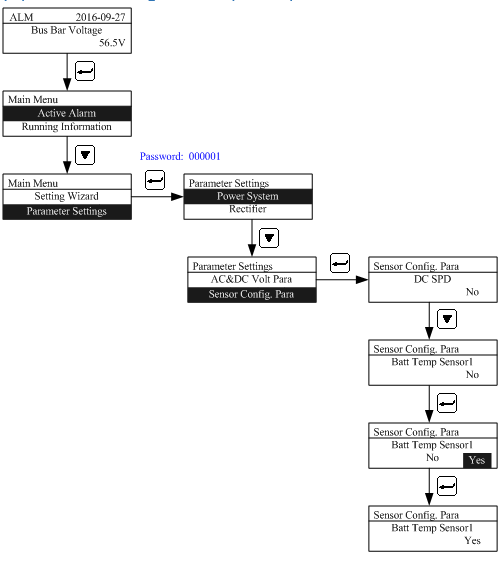 ALM 2016-09-27
Bus Bar Voltage
56.5V
Main Menu
Active Alarm
Running Information
Main Menu
Setting Wizard
Parameter Settings
Password: 000001
Parameter Settings
Power System
Rectifier
Parameter Settings
AC&DC Volt Para
Sensor Config. Para
Sensor Config. Para
DC SPD
No
Sensor Config. Para
Batt Temp Sensor1
No
Sensor Config. Para
Batt Temp Sensor1
No Yes
Sensor Config. Para
Batt Temp Sensor1
Yes